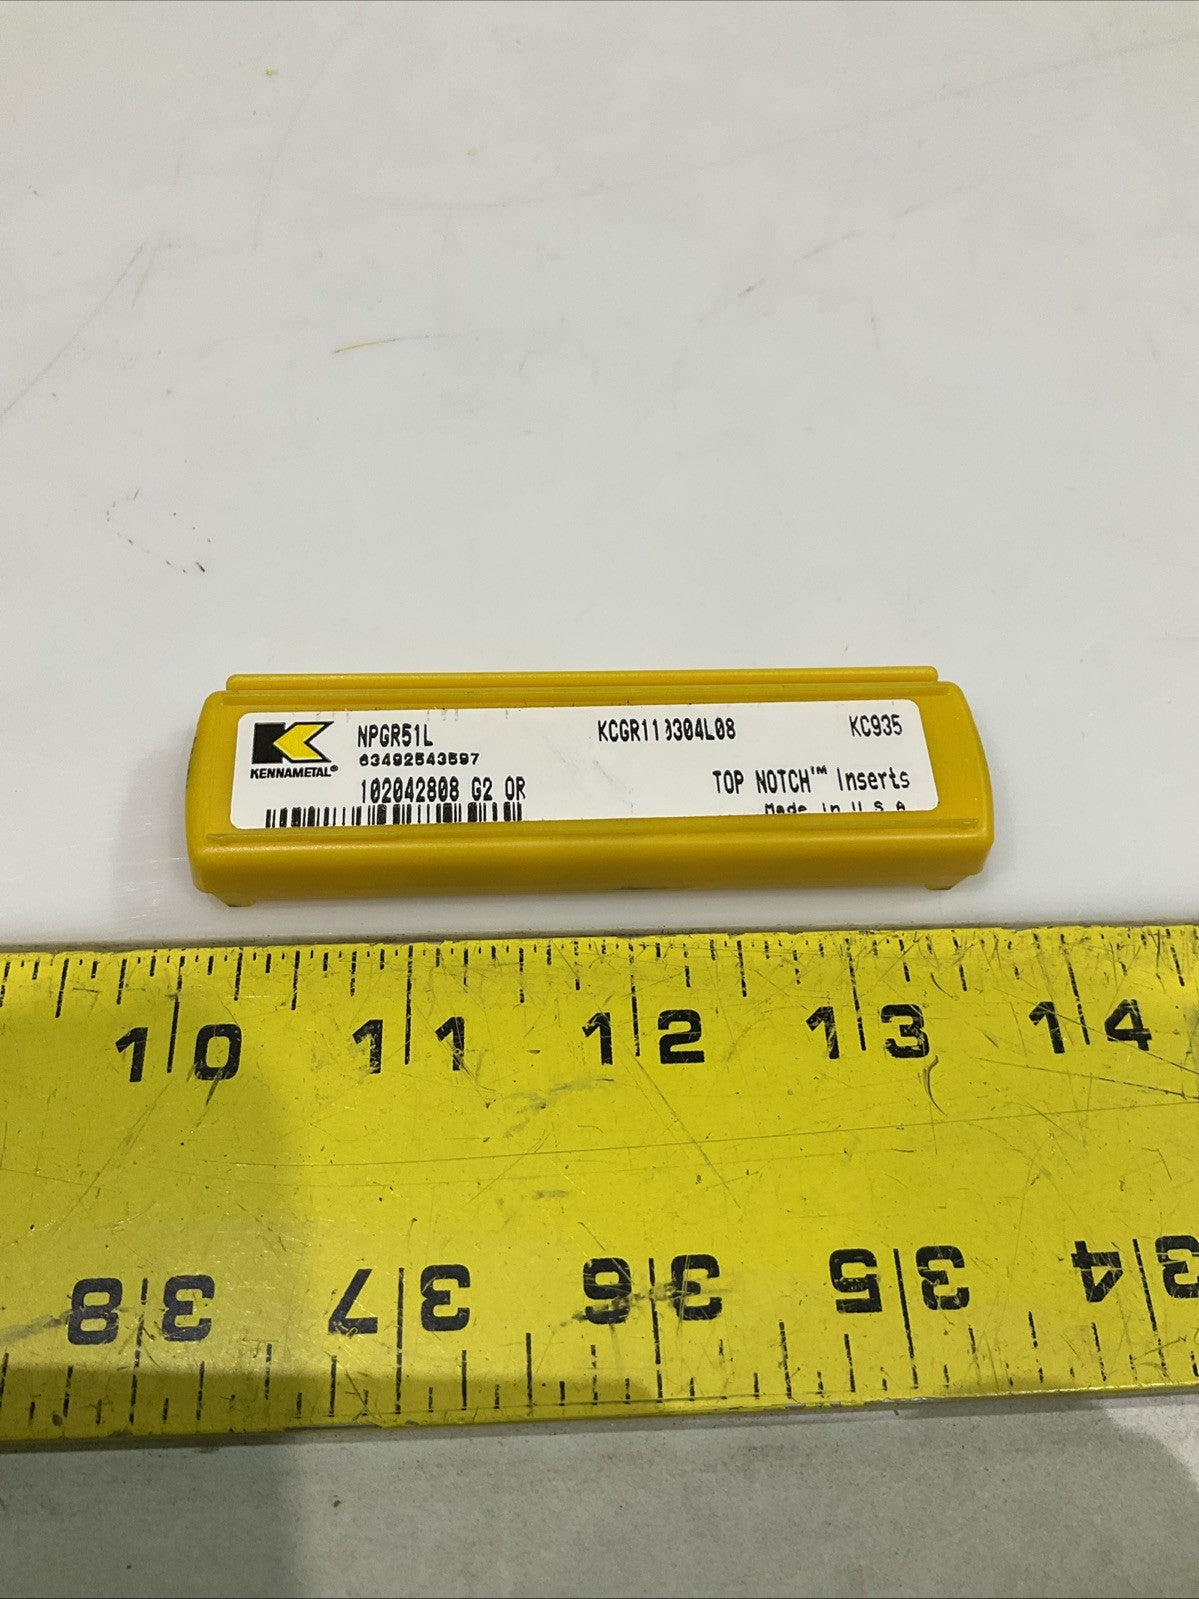 NPGR51L KCGR110304L08 KC935
63492543597
KENNAMETAL®
102042808 G2 OR TOP NOTCH™ Inserts
Made in U S A
10 11 12 13 14
38 37 36 35 34